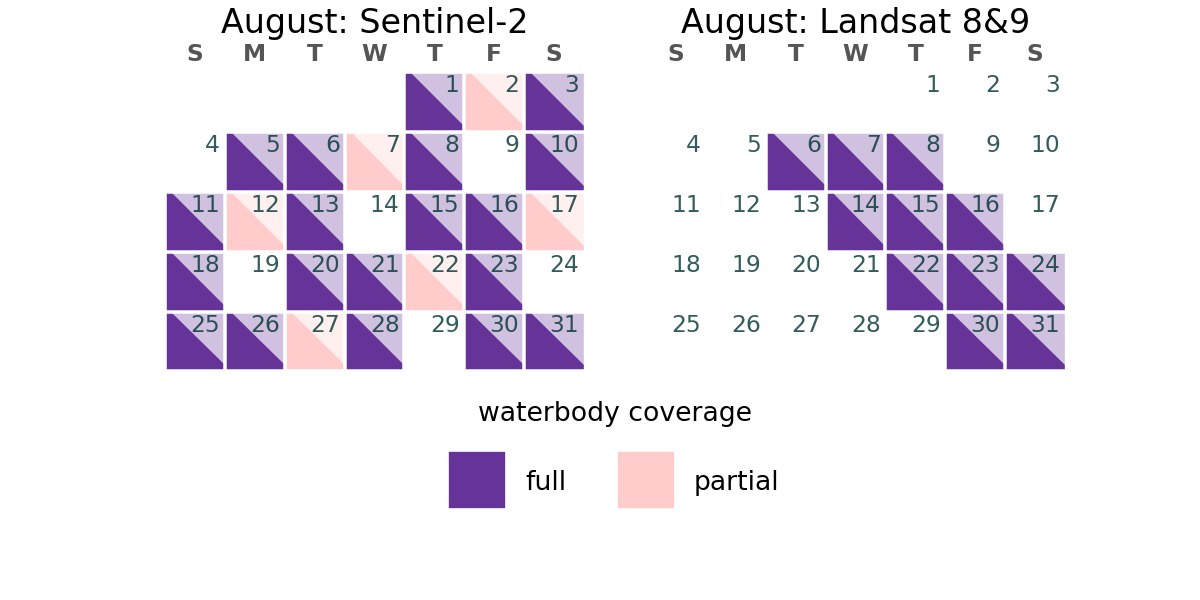 August: Sentinel-2
S M T W T F S
1 2 3
4 5 6 7 8 9 10
11 12 13 14 15 16 17
18 19 20 21 22 23 24
25 26 27 28 29 30 31
August: Landsat 8&9
S M T W T F S
1 2 3
4 5 6 7 8 9 10
11 12 13 14 15 16 17
18 19 20 21 22 23 24
25 26 27 28 29 30 31
waterbody coverage
full
partial